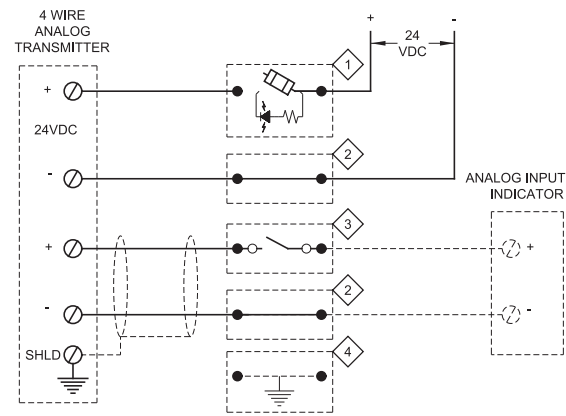 4 WIRE
ANALOG
TRANSMITTER
+ -
24
VDC
1
+
24VDC
2
-
ANALOG INPUT
INDICATOR
3
+ +
2
- -
SHLD
4